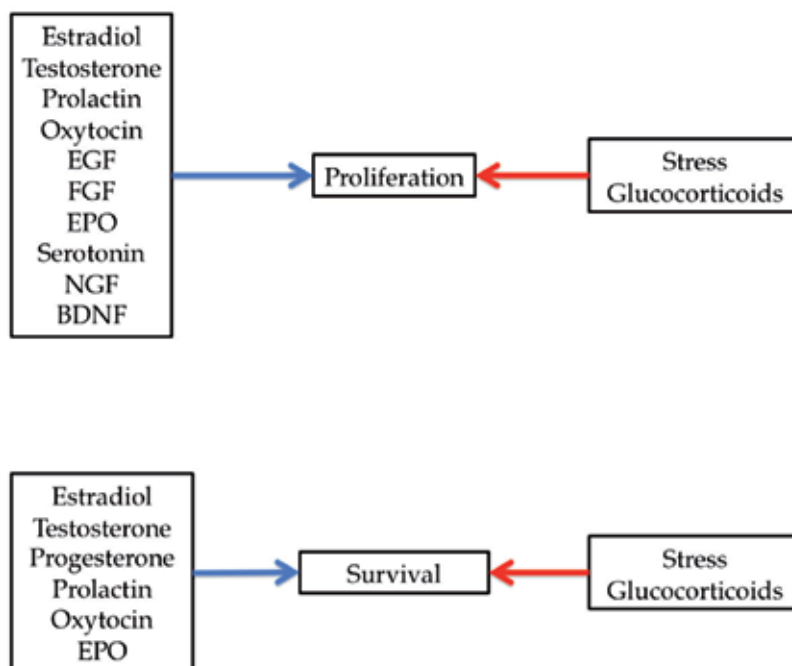 Estradiol
Testosterone
Prolactin
Oxytocin
EGF
FGF
EPO
Serotonin
NGF
BDNF
Proliferation
Stress
Glucocorticoids
Estradiol
Testosterone
Progesterone
Prolactin
Oxytocin
EPO
Survival
Stress
Glucocorticoids